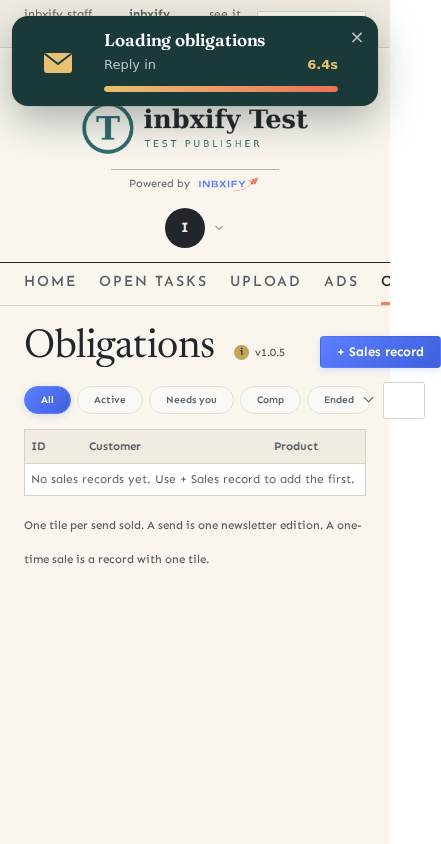 inbxify staff inbxify see it
Loading obligations
Reply in 6.4s
T
inbxify Test
TEST PUBLISHER
Powered by INBXIFY
I
HOME OPEN TASKS UPLOAD ADS
Obligations i v1.0.5 + Sales record
All Active Needs you Comp Ended
ID Customer Product
No sales records yet. Use + Sales record to add the first.
One tile per send sold. A send is one newsletter edition. A one-
time sale is a record with one tile.